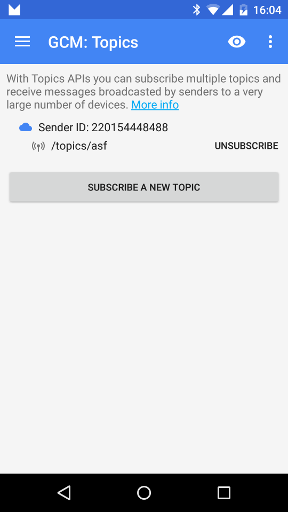 16:04
GCM: Topics
With Topics APIs you can subscribe multiple topics and
receive messages broadcasted by senders to a very
large number of devices. More info
Sender ID: 220154448488
/topics/asf UNSUBSCRIBE
SUBSCRIBE A NEW TOPIC